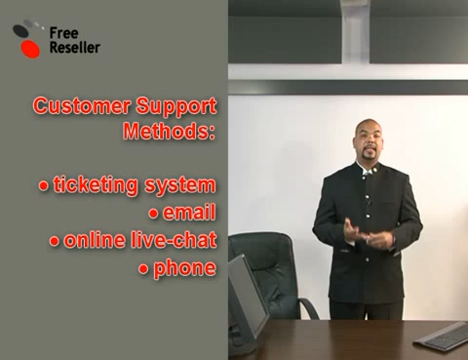 Free
Reseller
Customer Support
Methods:
• ticketing system
• email
• online live-chat
• phone